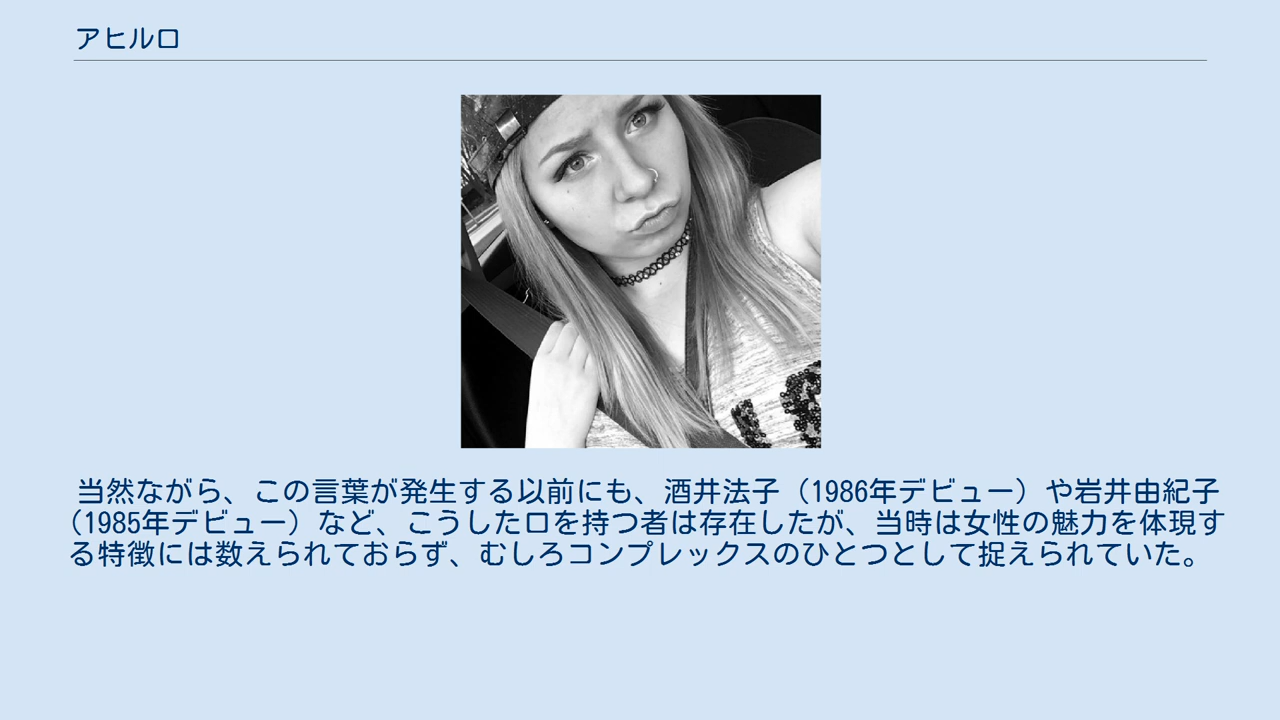 アヒル口
当然ながら、この言葉が発生する以前にも、酒井法子（1986年デビュー）や岩井由紀子
（1985年デビュー）など、こうした口を持つ者は存在したが、当時は女性の魅力を体現す
る特徴には数えられておらず、むしろコンプレックスのひとつとして捉えられていた。